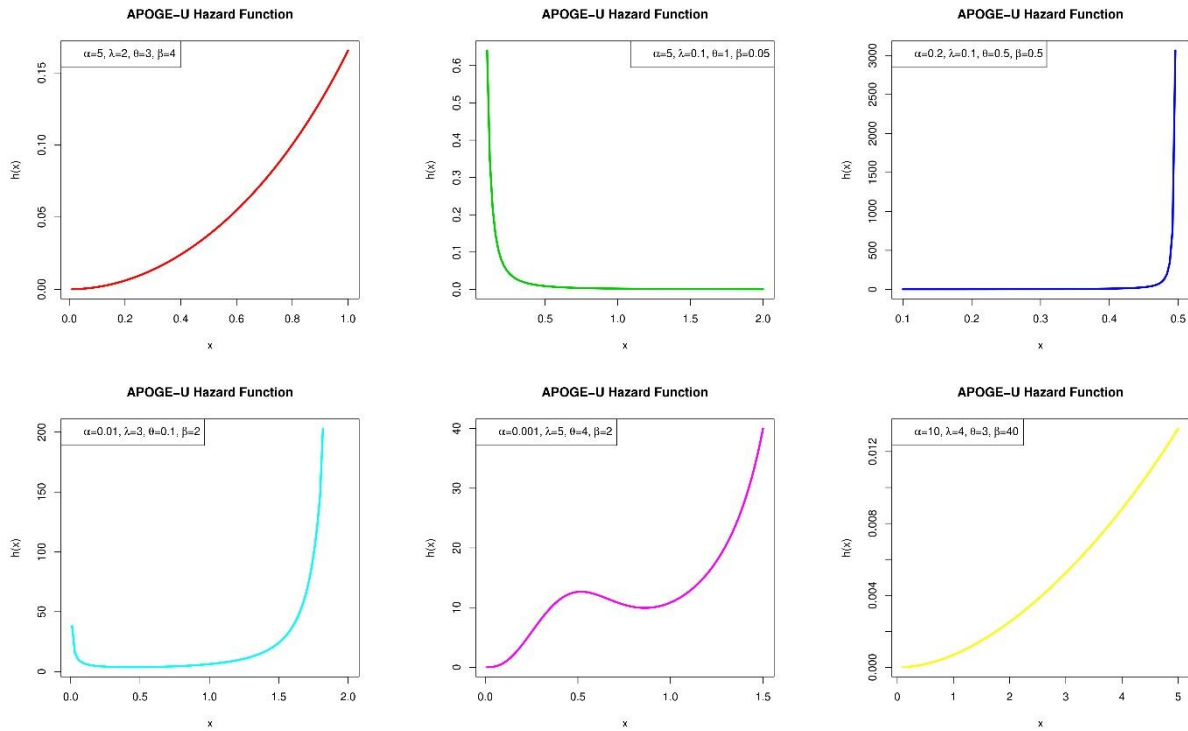 APOGE−U Hazard Function
α=5, λ=2, θ=3, β=4
h(x)
0.00 0.05 0.10 0.15
0.0 0.2 0.4 0.6 0.8 1.0
x
APOGE−U Hazard Function
α=5, λ=0.1, θ=1, β=0.05
h(x)
0.0 0.1 0.2 0.3 0.4 0.5 0.6
0.5 1.0 1.5 2.0
x
APOGE−U Hazard Function
α=0.2, λ=0.1, θ=0.5, β=0.5
h(x)
0 500 1000 1500 2000 2500 3000
0.1 0.2 0.3 0.4 0.5
x
APOGE−U Hazard Function
α=0.01, λ=3, θ=0.1, β=2
h(x)
0 50 100 150 200
0.0 0.5 1.0 1.5 2.0
x
APOGE−U Hazard Function
α=0.001, λ=5, θ=4, β=2
h(x)
0 10 20 30 40
0.0 0.5 1.0 1.5
x
APOGE−U Hazard Function
α=10, λ=4, θ=3, β=40
h(x)
0.000 0.004 0.008 0.012
0 1 2 3 4 5
x